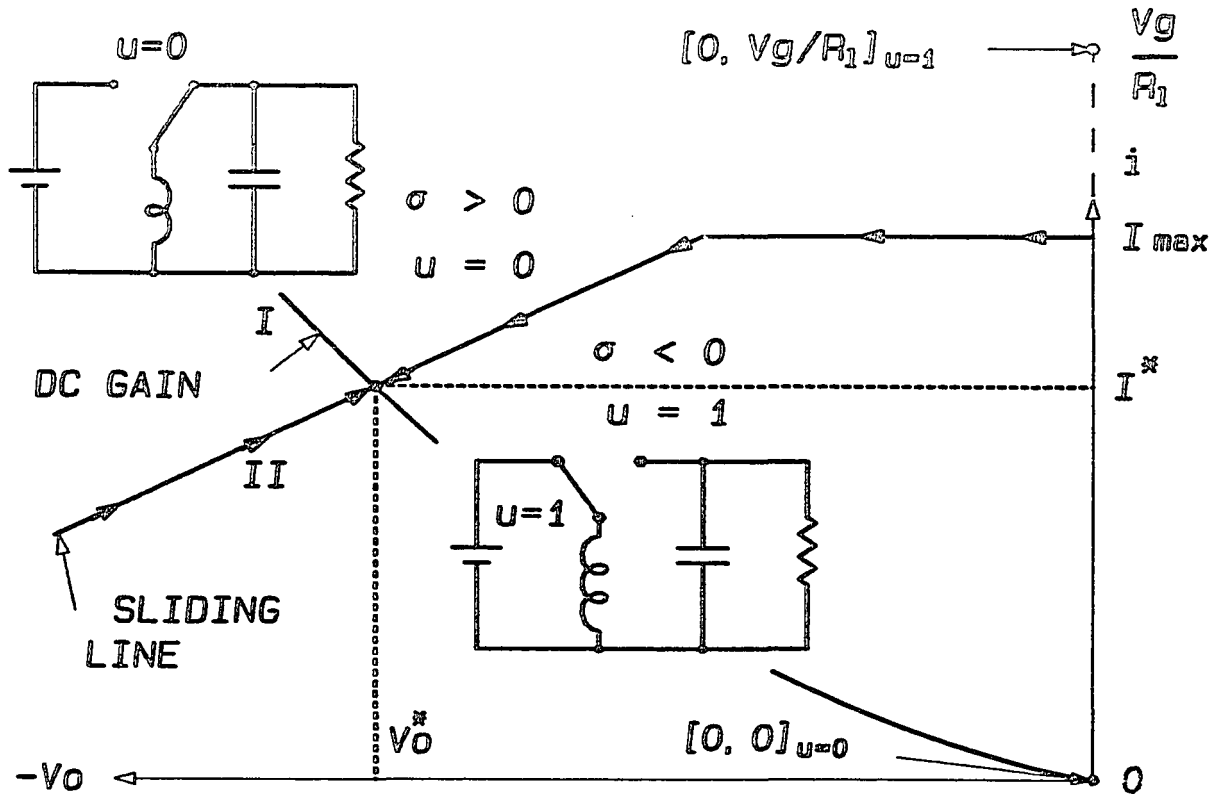 u=0
[0, Vg/R₁]u=1
Vg
R₁
i
σ > 0
u = 0
I max
I
DC GAIN
σ < 0
u = 1
I*
II
u=1
SLIDING
LINE
Vo*
[0, 0]u=0
-Vo
0